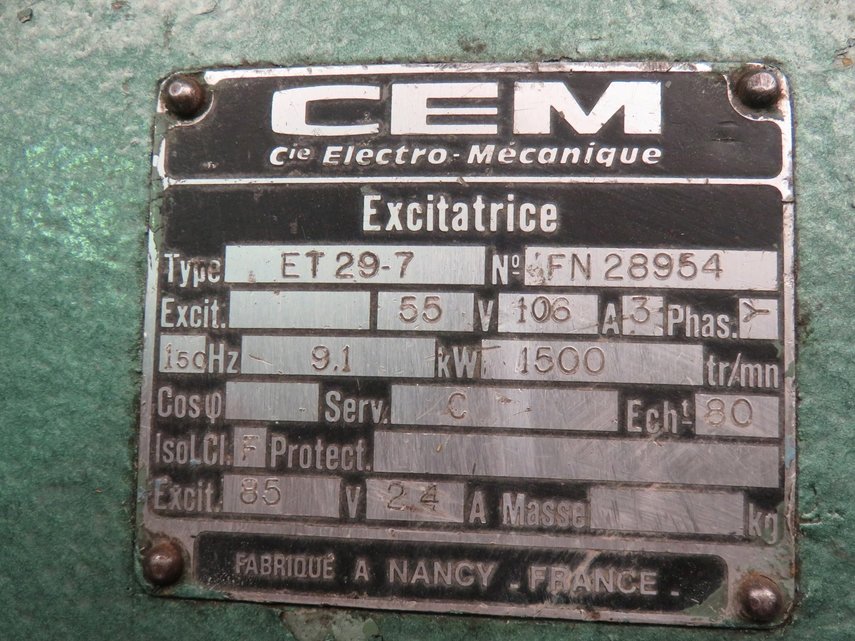 CEM
Cie Electro-Mécanique
Excitatrice
Type ET 29-7 No FN 28954
Excit. 55 V 106 A 3 Phas. Y
150 Hz 9.1 kW 1500 tr/mn
Cos φ Serv. C Écht 80
Isol.Cl. F Protect.
Excit. 85 V 2.4 A Masse kg
FABRIQUÉ A NANCY - FRANCE -